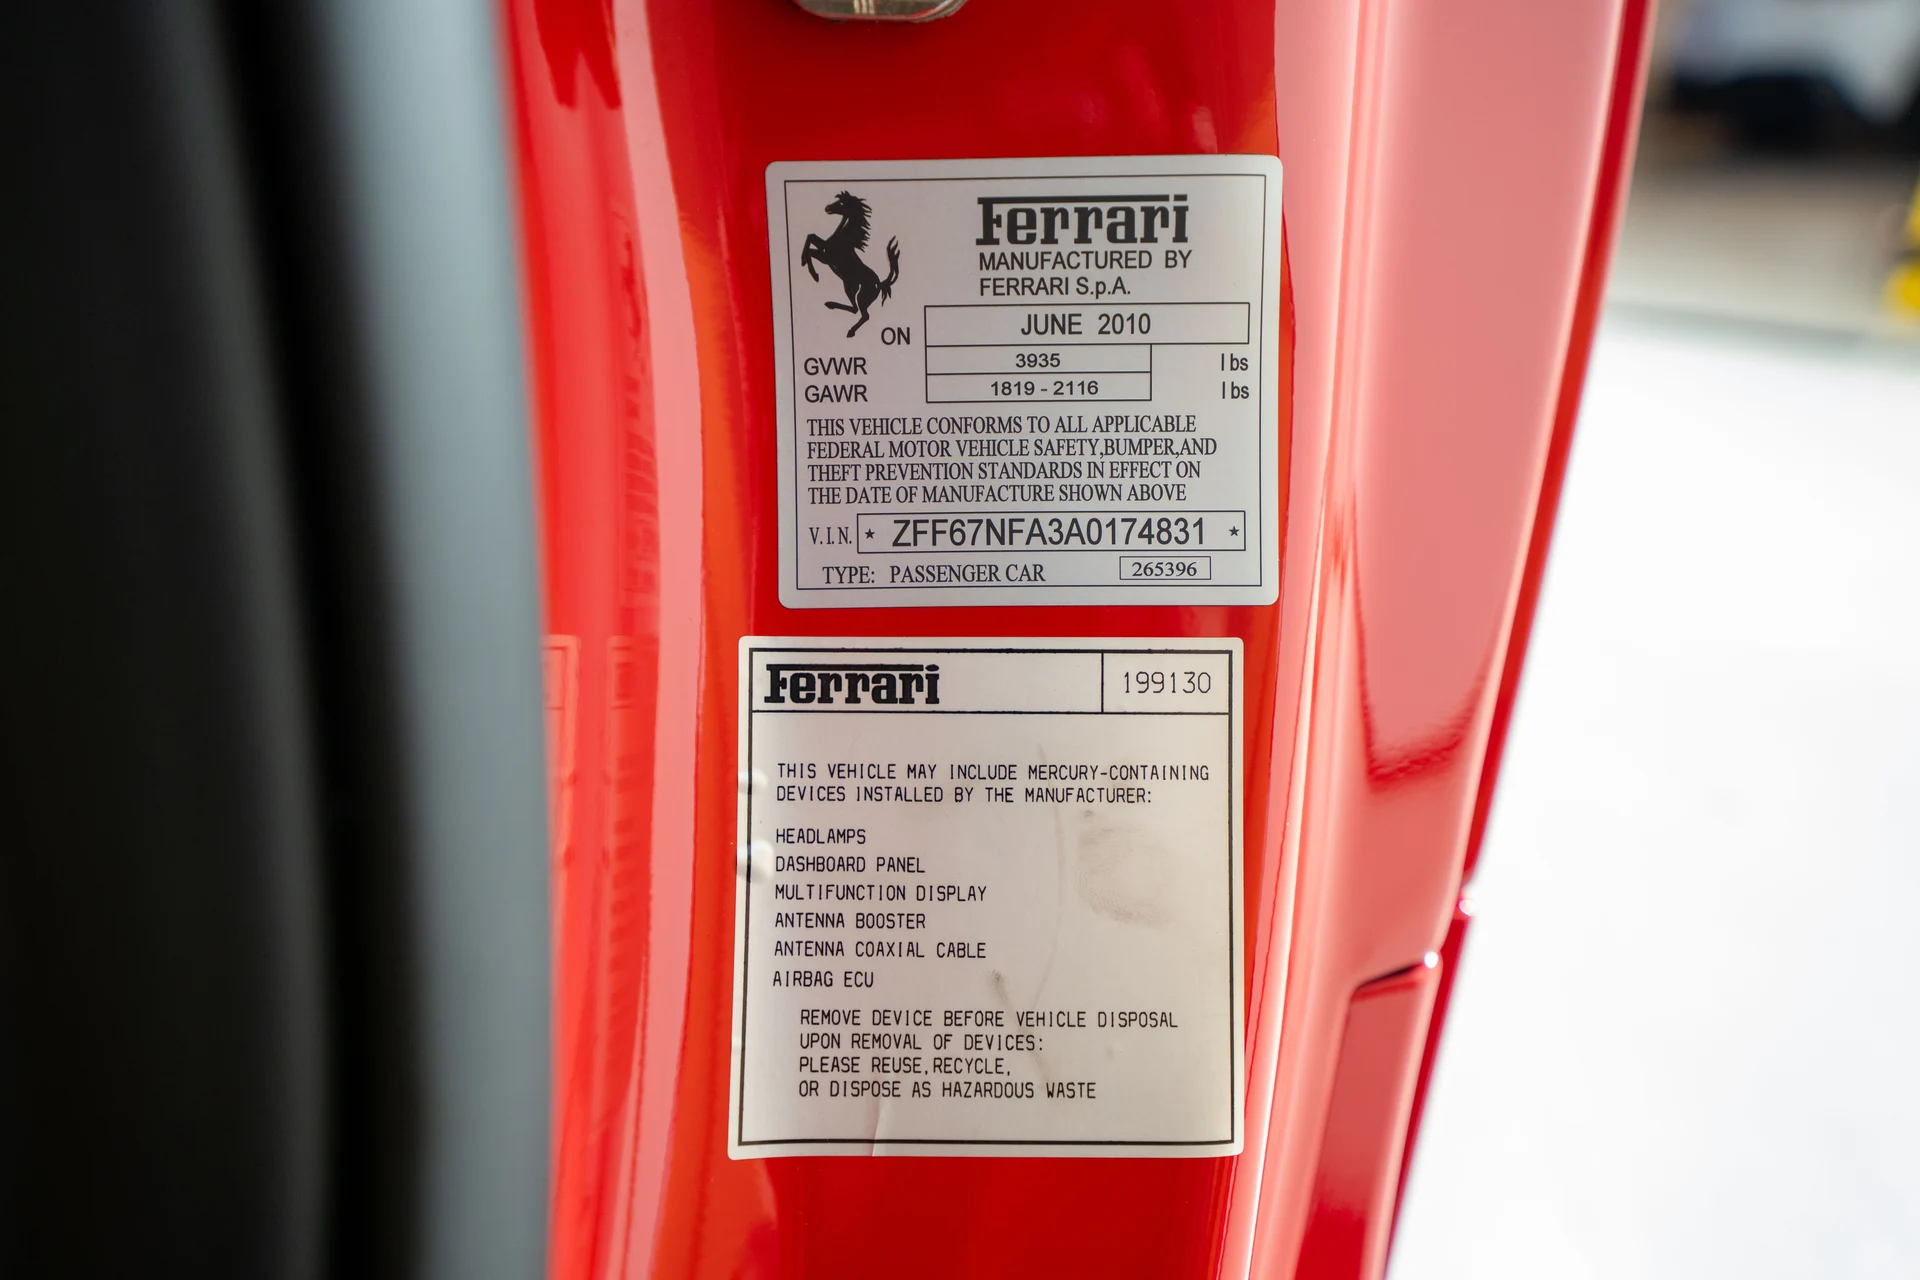 Ferrari
MANUFACTURED BY
FERRARI S.p.A.
ON JUNE 2010
GVWR 3935 lbs
GAWR 1819 - 2116 lbs
THIS VEHICLE CONFORMS TO ALL APPLICABLE
FEDERAL MOTOR VEHICLE SAFETY,BUMPER,AND
THEFT PREVENTION STANDARDS IN EFFECT ON
THE DATE OF MANUFACTURE SHOWN ABOVE
V.I.N. ★ ZFF67NFA3A0174831 ★
TYPE: PASSENGER CAR 265396
Ferrari 199130
THIS VEHICLE MAY INCLUDE MERCURY-CONTAINING
DEVICES INSTALLED BY THE MANUFACTURER:
HEADLAMPS
DASHBOARD PANEL
MULTIFUNCTION DISPLAY
ANTENNA BOOSTER
ANTENNA COAXIAL CABLE
AIRBAG ECU
REMOVE DEVICE BEFORE VEHICLE DISPOSAL
UPON REMOVAL OF DEVICES:
PLEASE REUSE,RECYCLE,
OR DISPOSE AS HAZARDOUS WASTE